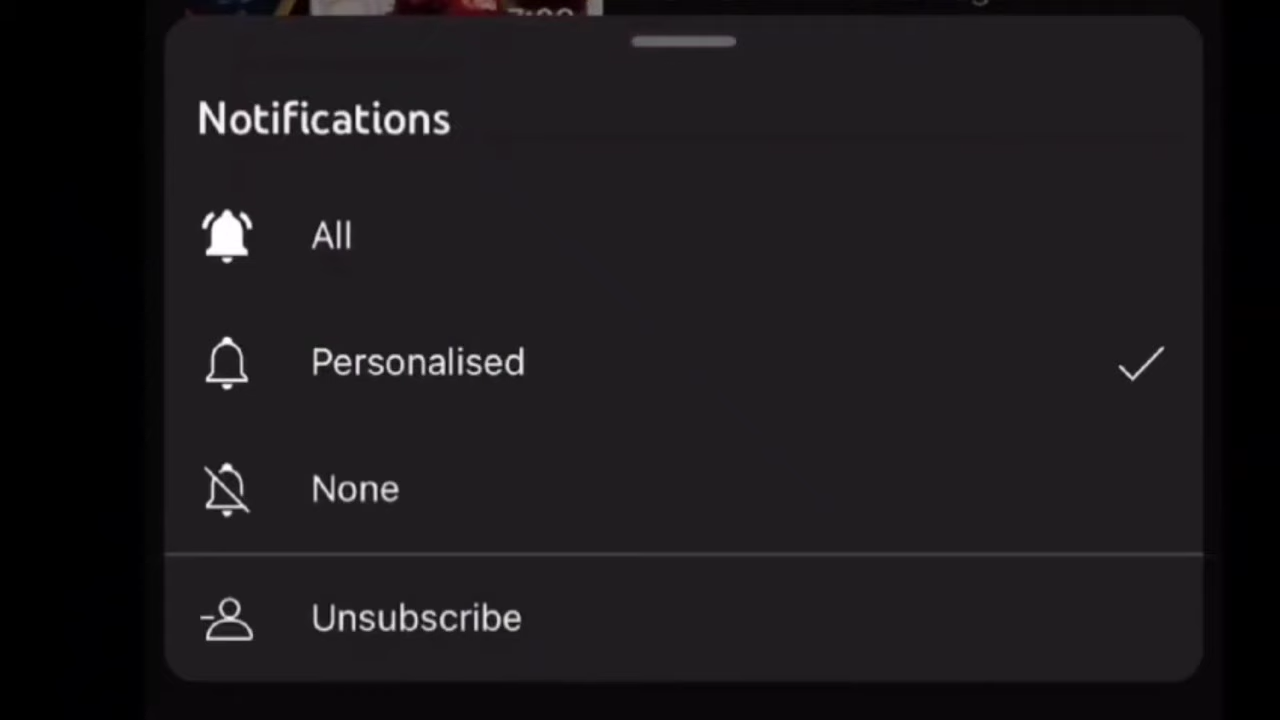 Notifications
All
Personalised
None
Unsubscribe